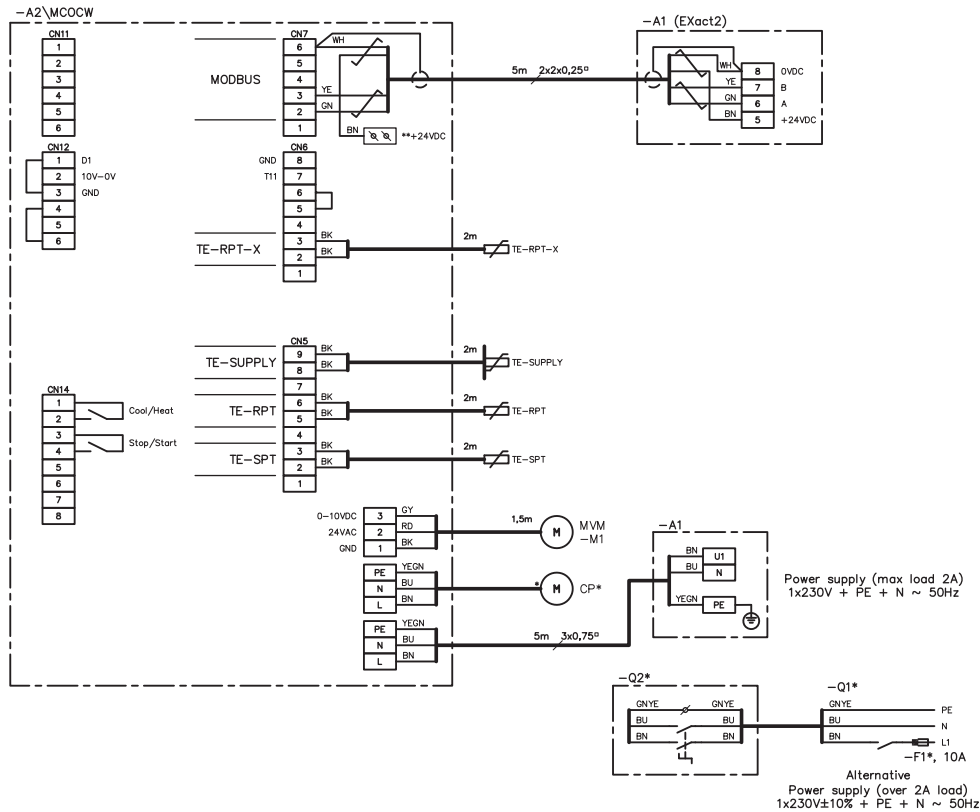 -A2\MCOCW
CN11
1
2
3
4
5
6
CN12
1 D1
2 10V-0V
3 GND
4
5
6
MODBUS
CN7
6 WH
5
4
3 YE
2 GN
1
BN **+24VDC
5m 2x2x0,25¤
-A1 (EXact2)
WH 8 0VDC
YE 7 B
GN 6 A
BN 5 +24VDC
CN6
GND 8
T11 7
6
5
4
TE-RPT-X 3 BK
2 BK
1
2m
TE-RPT-X
CN5
TE-SUPPLY 9 BK
8 BK
7
TE-RPT 6 BK
5 BK
4
TE-SPT 3 BK
2 BK
1
2m
TE-SUPPLY
2m
TE-RPT
2m
TE-SPT
CN14
1
2
Cool/Heat
3
4
Stop/Start
5
6
7
8
0-10VDC 3 GY
24VAC 2 RD
GND 1 BK
1,5m
M
MVM
-M1
PE YEGN
N BU
L BN
* M CP*
PE YEGN
N BU
L BN
5m 3x0,75¤
-A1
BN U1
BU N
YEGN PE
Power supply (max load 2A)
1x230V + PE + N ~ 50Hz
-Q2*
GNYE GNYE
BU BU
BN BN
-Q1*
GNYE PE
BU N
BN L1
-F1*, 10A
Alternative
Power supply (over 2A load)
1x230V±10% + PE + N ~ 50Hz